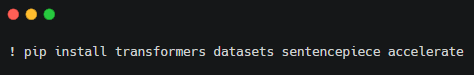 ! pip install transformers datasets sentencepiece accelerate